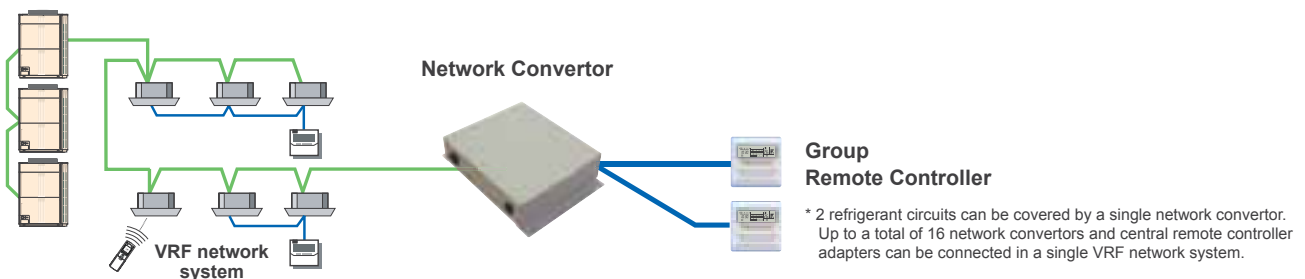 Network Convertor
Group
Remote Controller
* 2 refrigerant circuits can be covered by a single network convertor.
Up to a total of 16 network convertors and central remote controller
adapters can be connected in a single VRF network system.
VRF network
system